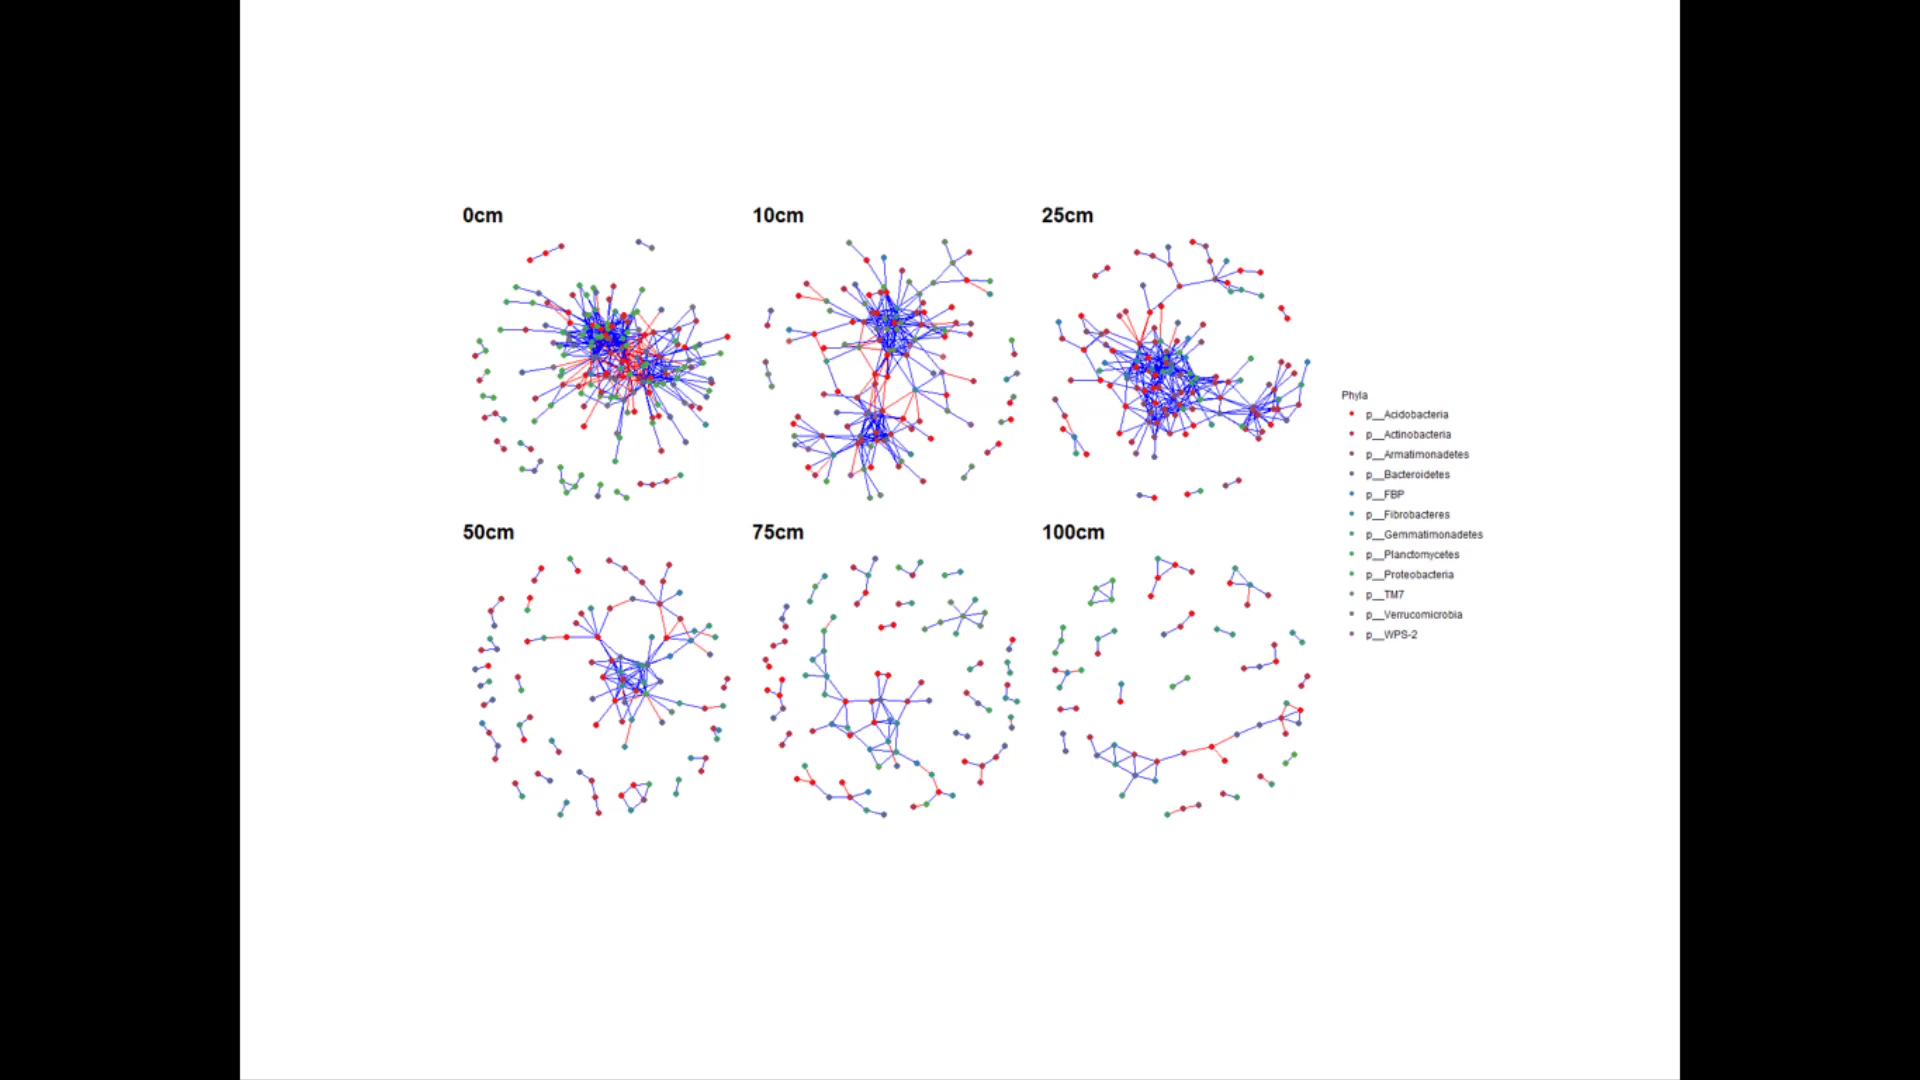 0cm
10cm
25cm
50cm
75cm
100cm
Phyla
p__Acidobacteria
p__Actinobacteria
p__Armatimonadetes
p__Bacteroidetes
p__FBP
p__Fibrobacteres
p__Gemmatimonadetes
p__Planctomycetes
p__Proteobacteria
p__TM7
p__Verrucomicrobia
p__WPS-2